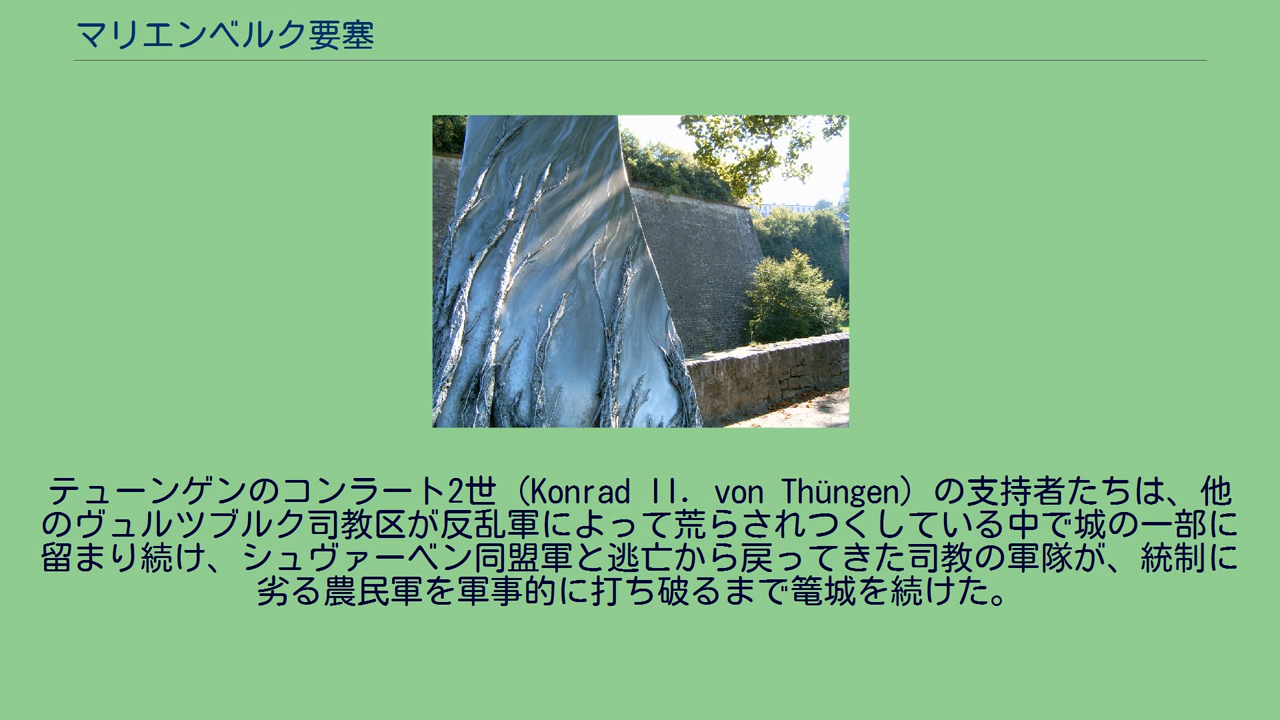 マリエンベルク要塞
テューンゲンのコンラート2世（Konrad II. von Thüngen）の支持者たちは、他
のヴュルツブルク司教区が反乱軍によって荒らされつくしている中で城の一部に
留まり続け、シュヴァーベン同盟軍と逃亡から戻ってきた司教の軍隊が、統制に
劣る農民軍を軍事的に打ち破るまで篭城を続けた。